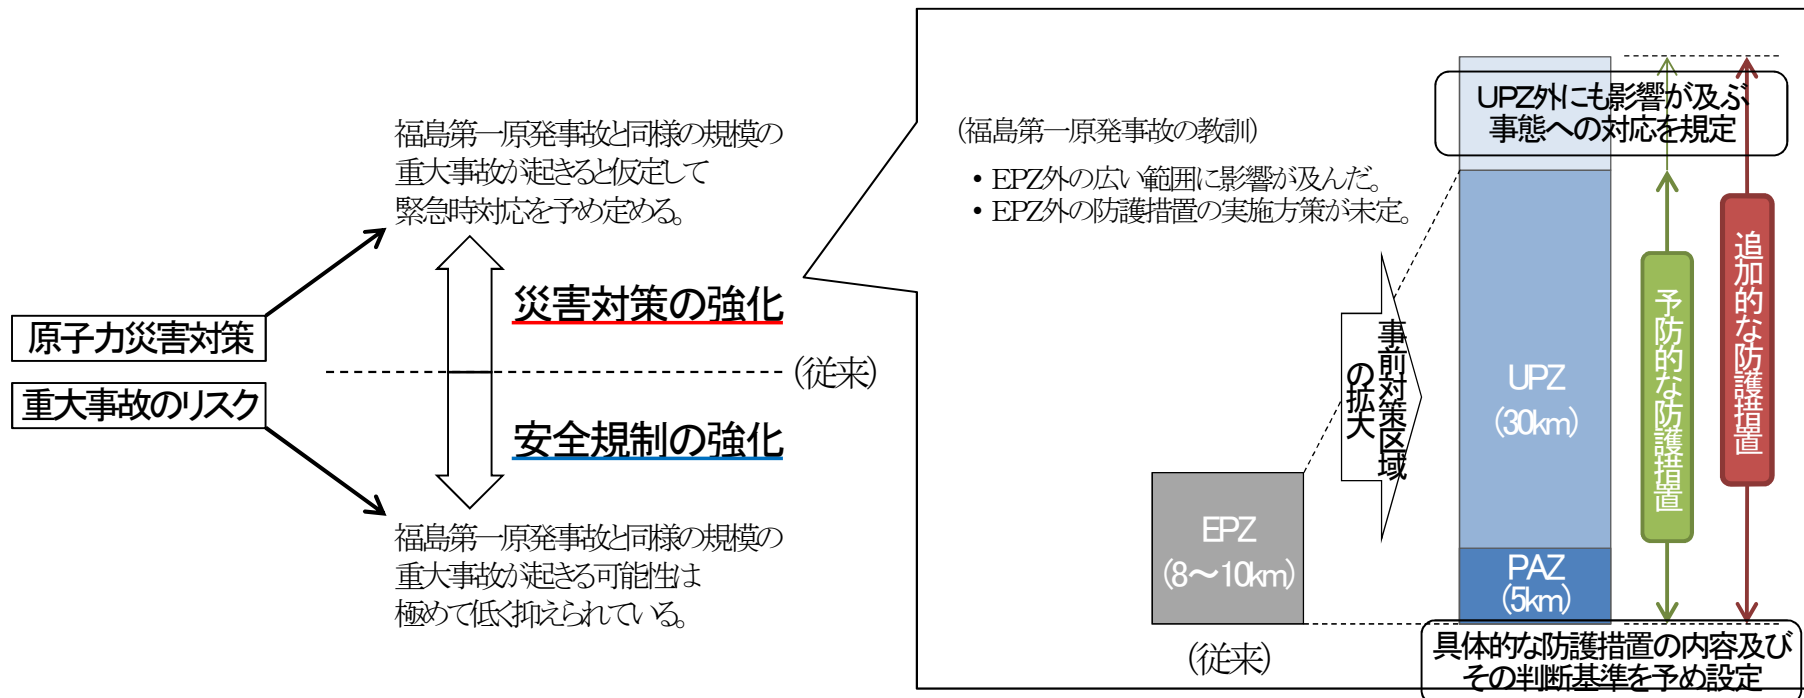 福島第一原発事故と同様の規模の
重大事故が起きると仮定して
緊急時対応を予め定める。
災害対策の強化
原子力災害対策
(従来)
重大事故のリスク
安全規制の強化
福島第一原発事故と同様の規模の
重大事故が起きる可能性は
極めて低く抑えられている。
(福島第一原発事故の教訓)
• EPZ外の広い範囲に影響が及んだ。
• EPZ外の防護措置の実施方策が未定。
UPZ外にも影響が及ぶ
事態への対応を規定
事前対策区域
の拡大
EPZ
(8～10km)
(従来)
UPZ
(30km)
PAZ
(5km)
予防的な防護措置
追加的な防護措置
具体的な防護措置の内容及び
その判断基準を予め設定